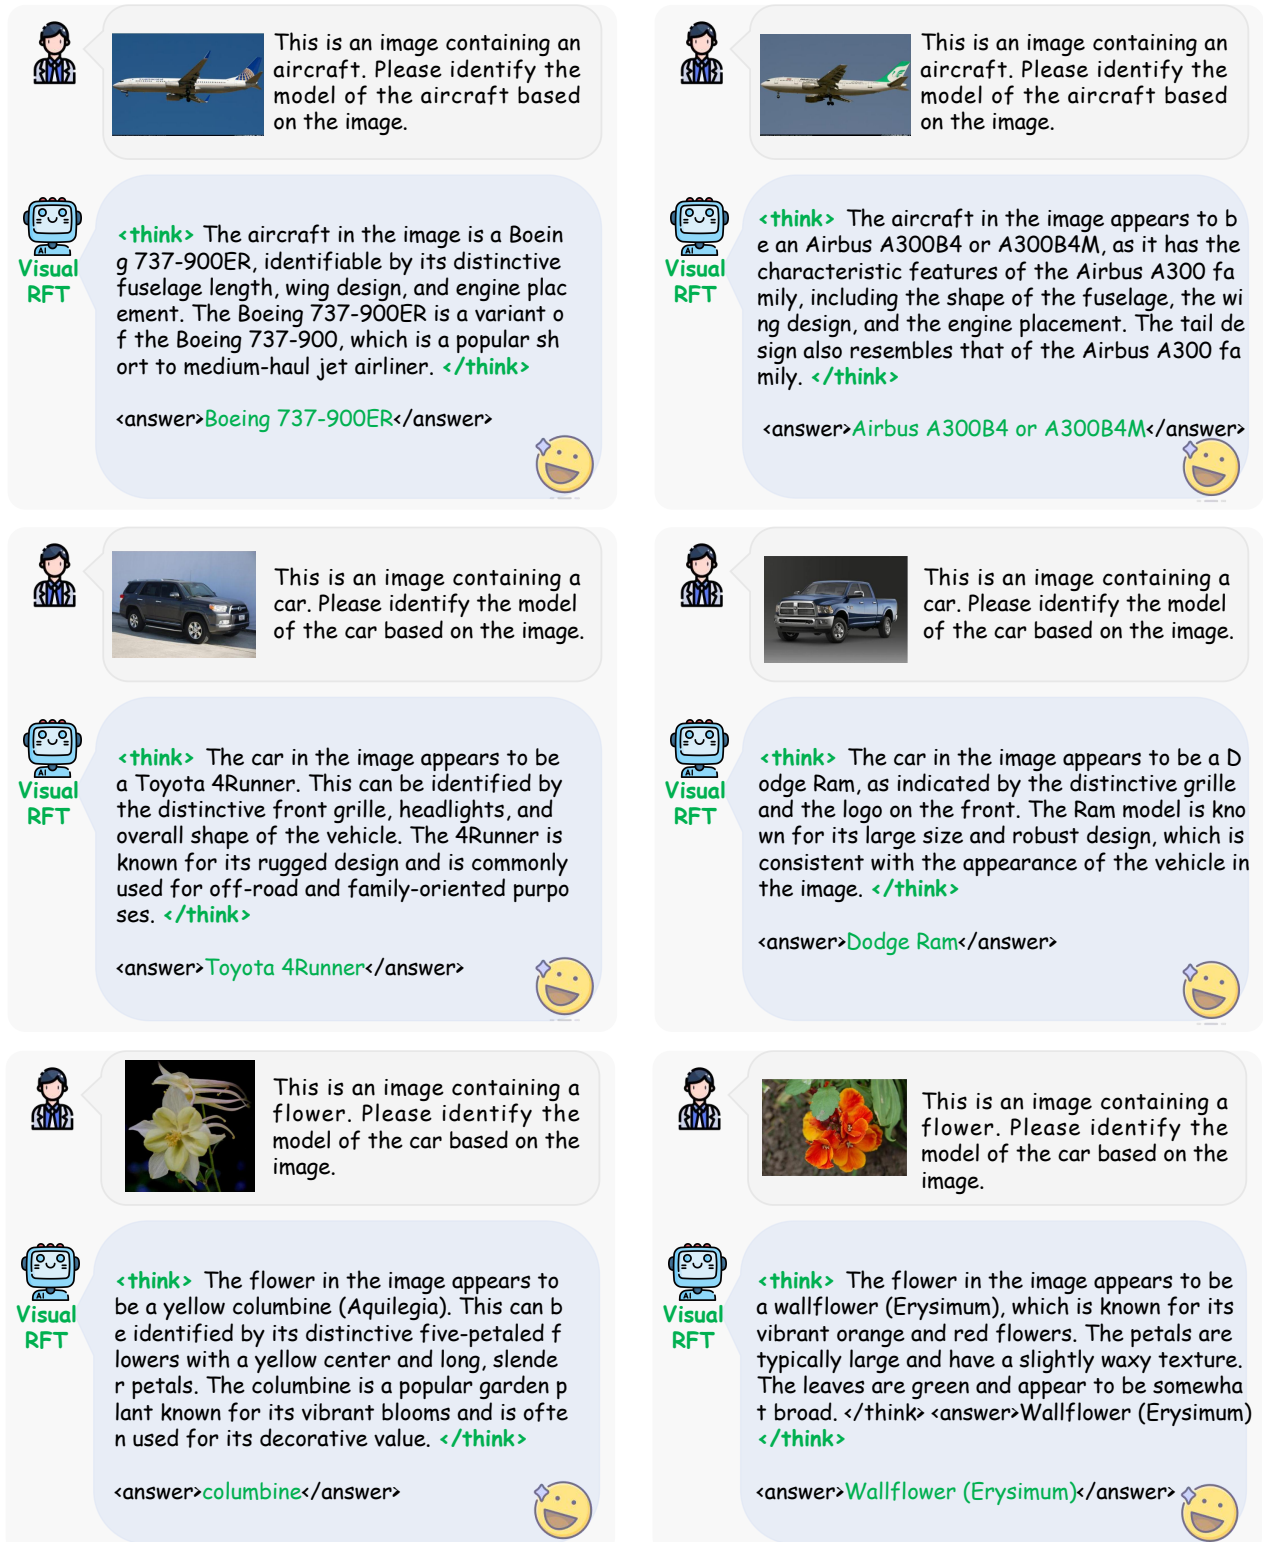 This is an image containing an
aircraft. Please identify the
model of the aircraft based
on the image.
AI
Visual
RFT
<think> The aircraft in the image is a Boein
g 737-900ER, identifiable by its distinctive
fuselage length, wing design, and engine plac
ement. The Boeing 737-900ER is a variant o
f the Boeing 737-900, which is a popular sh
ort to medium-haul jet airliner. </think>
<answer>Boeing 737-900ER</answer>
This is an image containing an
aircraft. Please identify the
model of the aircraft based
on the image.
AI
Visual
RFT
<think> The aircraft in the image appears to b
e an Airbus A300B4 or A300B4M, as it has the
characteristic features of the Airbus A300 fa
mily, including the shape of the fuselage, the wi
ng design, and the engine placement. The tail de
sign also resembles that of the Airbus A300 fa
mily. </think>
<answer>Airbus A300B4 or A300B4M</answer>
This is an image containing a
car. Please identify the model
of the car based on the image.
AI
Visual
RFT
<think> The car in the image appears to be
a Toyota 4Runner. This can be identified by
the distinctive front grille, headlights, and
overall shape of the vehicle. The 4Runner is
known for its rugged design and is commonly
used for off-road and family-oriented purpo
ses. </think>
<answer>Toyota 4Runner</answer>
This is an image containing a
car. Please identify the model
of the car based on the image.
AI
Visual
RFT
<think> The car in the image appears to be a D
odge Ram, as indicated by the distinctive grille
and the logo on the front. The Ram model is kno
wn for its large size and robust design, which is
consistent with the appearance of the vehicle in
the image. </think>
<answer>Dodge Ram</answer>
This is an image containing a
flower. Please identify the
model of the car based on the
image.
AI
Visual
RFT
<think> The flower in the image appears to
be a yellow columbine (Aquilegia). This can b
e identified by its distinctive five-petaled f
lowers with a yellow center and long, slende
r petals. The columbine is a popular garden p
lant known for its vibrant blooms and is ofte
n used for its decorative value. </think>
<answer>columbine</answer>
This is an image containing a
flower. Please identify the
model of the car based on the
image.
AI
Visual
RFT
<think> The flower in the image appears to be
a wallflower (Erysimum), which is known for its
vibrant orange and red flowers. The petals are
typically large and have a slightly waxy texture.
The leaves are green and appear to be somewha
t broad. </think> <answer>Wallflower (Erysimum)
</think>
<answer>Wallflower (Erysimum)</answer>